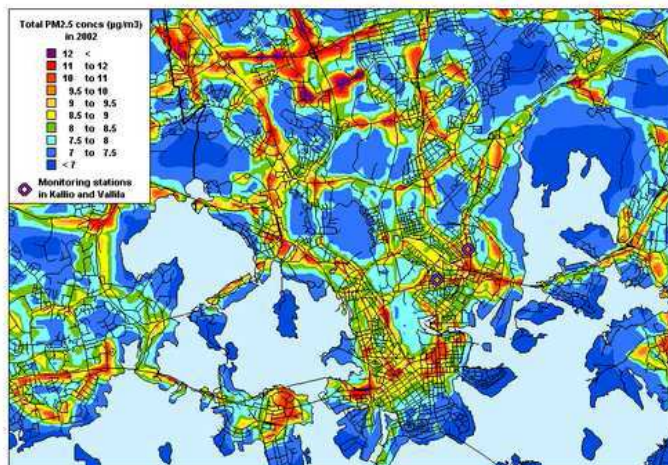 Total PM2.5 concs (µg/m3)
in 2002
12 <
11 to 12
10 to 11
9.5 to 10
9 to 9.5
8.5 to 9
8 to 8.5
7.5 to 8
7 to 7.5
< 7
Monitoring stations
in Kallio and Vallila